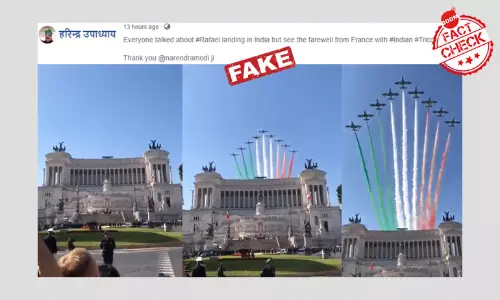 13 hours ago
हरिन्द्र उपाध्याय
Everyone talked about #Rafael landing in India but see the farewell from France with #Indian #Tricol
Thank you @narendramodi ji
FAKE
BOOM
FACT
CHECK